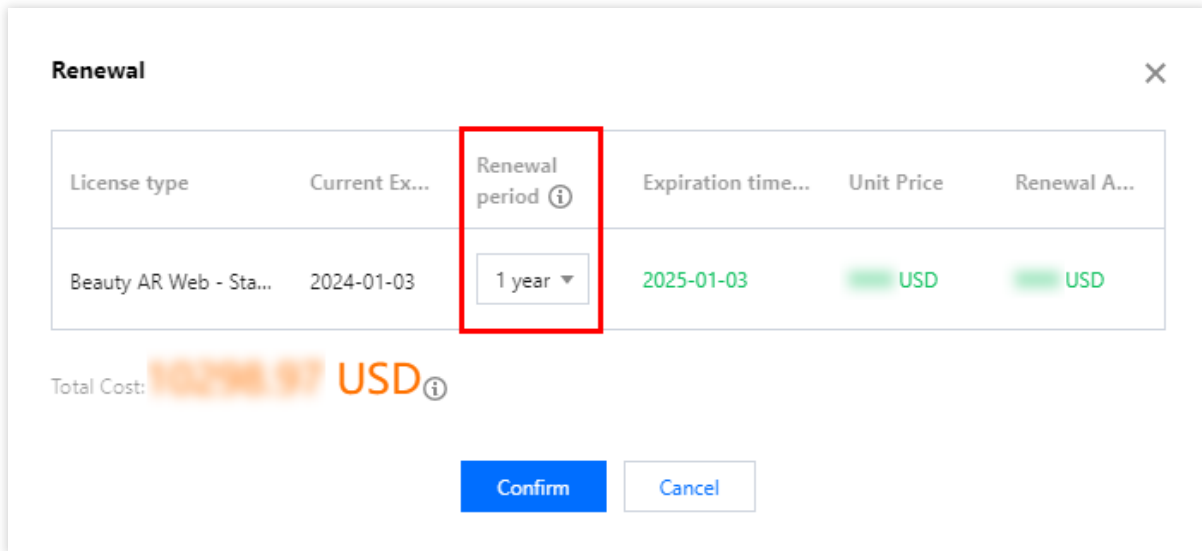 Renewal
License type Current Ex... Renewal period Expiration time... Unit Price Renewal A...
Beauty AR Web - Sta... 2024-01-03 1 year 2025-01-03 USD USD
Total Cost: USD
Confirm Cancel